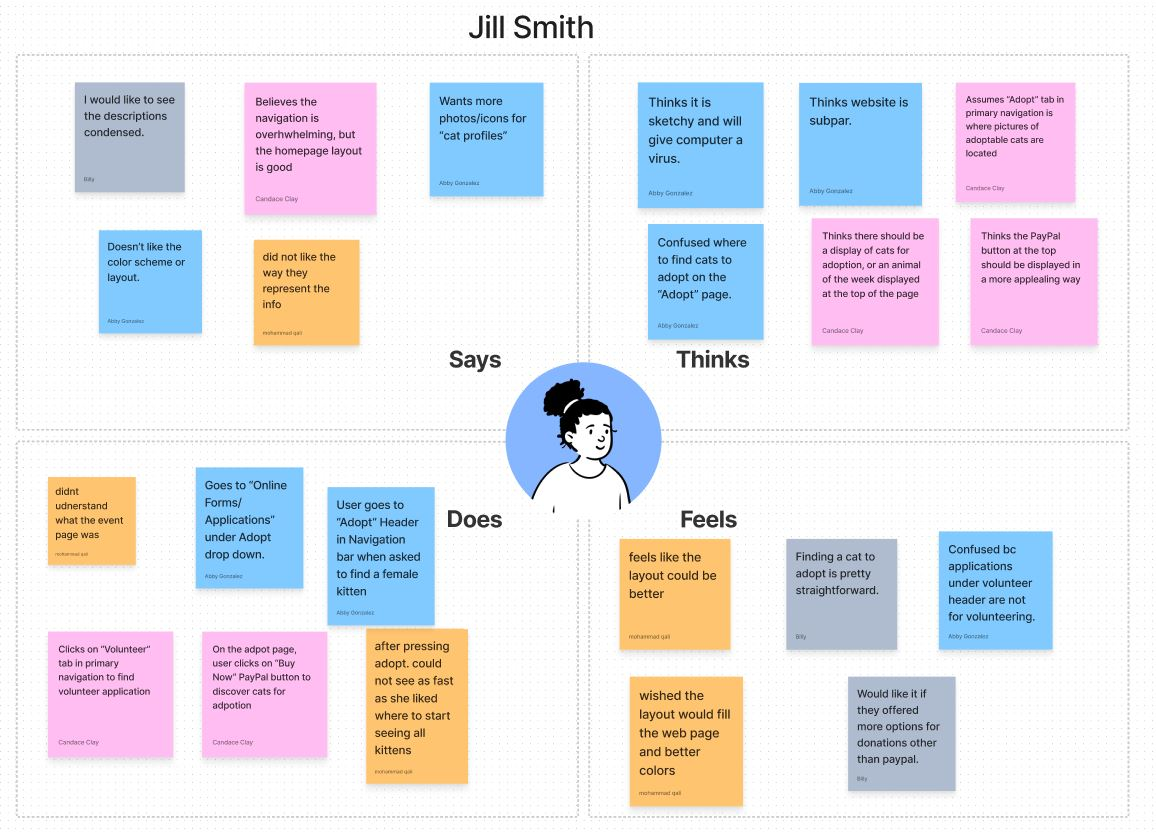 Jill Smith
I would like to see
the descriptions
condensed.
Billy
Believes the
navigation is
overwhelming, but
the homepage layout
is good
Candace Clay
Wants more
photos/icons for
“cat profiles”
Abby Gonzalez
Doesn’t like the
color scheme or
layout.
Abby Gonzalez
did not like the
way they
represent the
info
mohammad qali
Says
Thinks it is
sketchy and will
give computer a
virus.
Abby Gonzalez
Thinks website is
subpar.
Abby Gonzalez
Assumes “Adopt” tab in
primary navigation is
where pictures of
adoptable cats are
located
Candace Clay
Confused where
to find cats to
adopt on the
“Adopt” page.
Abby Gonzalez
Thinks there should be
a display of cats for
adoption, or an animal
of the week displayed
at the top of the page
Candace Clay
Thinks the PayPal
button at the top
should be displayed in
a more applealing way
Candace Clay
Thinks
didnt
udnerstand
what the event
page was
mohammad qali
Goes to “Online
Forms/
Applications”
under Adopt
drop down.
Abby Gonzalez
User goes to
“Adopt” Header
in Navigation
bar when asked
to find a female
kitten
Abby Gonzalez
Does
Clicks on “Volunteer”
tab in primary
navigation to find
volunteer application
Candace Clay
On the adpot page,
user clicks on “Buy
Now” PayPal button to
discover cats for
adpotion
Candace Clay
after pressing
adopt. could
not see as fast
as she liked
where to start
seeing all
kittens
mohammad qali
Feels
feels like the
layout could be
better
mohammad qali
Finding a cat to
adopt is pretty
straightforward.
Billy
Confused bc
applications
under volunteer
header are not
for volunteering.
Abby Gonzalez
wished the
layout would fill
the web page
and better
colors
mohammad qali
Would like it if
they offered
more options for
donations other
than paypal.
Billy